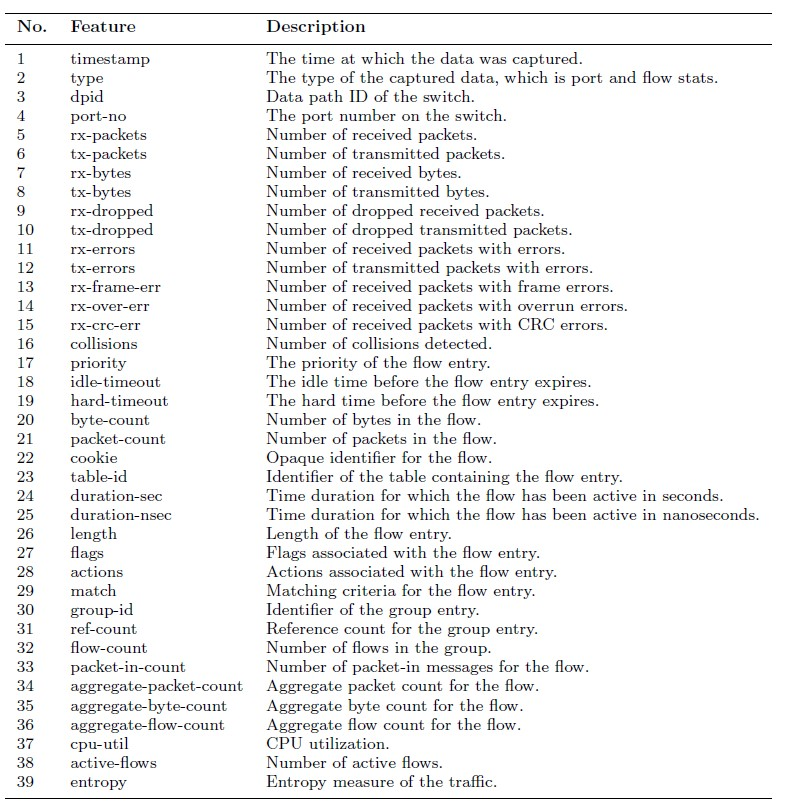 No. Feature Description
1 timestamp The time at which the data was captured.
2 type The type of the captured data, which is port and flow stats.
3 dpid Data path ID of the switch.
4 port-no The port number on the switch.
5 rx-packets Number of received packets.
6 tx-packets Number of transmitted packets.
7 rx-bytes Number of received bytes.
8 tx-bytes Number of transmitted bytes.
9 rx-dropped Number of dropped received packets.
10 tx-dropped Number of dropped transmitted packets.
11 rx-errors Number of received packets with errors.
12 tx-errors Number of transmitted packets with errors.
13 rx-frame-err Number of received packets with frame errors.
14 rx-over-err Number of received packets with overrun errors.
15 rx-crc-err Number of received packets with CRC errors.
16 collisions Number of collisions detected.
17 priority The priority of the flow entry.
18 idle-timeout The idle time before the flow entry expires.
19 hard-timeout The hard time before the flow entry expires.
20 byte-count Number of bytes in the flow.
21 packet-count Number of packets in the flow.
22 cookie Opaque identifier for the flow.
23 table-id Identifier of the table containing the flow entry.
24 duration-sec Time duration for which the flow has been active in seconds.
25 duration-nsec Time duration for which the flow has been active in nanoseconds.
26 length Length of the flow entry.
27 flags Flags associated with the flow entry.
28 actions Actions associated with the flow entry.
29 match Matching criteria for the flow entry.
30 group-id Identifier of the group entry.
31 ref-count Reference count for the group entry.
32 flow-count Number of flows in the group.
33 packet-in-count Number of packet-in messages for the flow.
34 aggregate-packet-count Aggregate packet count for the flow.
35 aggregate-byte-count Aggregate byte count for the flow.
36 aggregate-flow-count Aggregate flow count for the flow.
37 cpu-util CPU utilization.
38 active-flows Number of active flows.
39 entropy Entropy measure of the traffic.